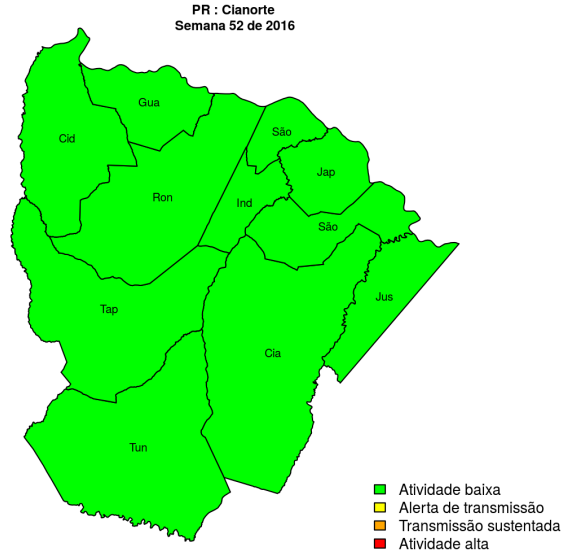 PR : Cianorte
Semana 52 de 2016
Gua
São
Cid
Jap
Ron
Ind
São
Jus
Tap
Cia
Tun
Atividade baixa
Alerta de transmissão
Transmissão sustentada
Atividade alta